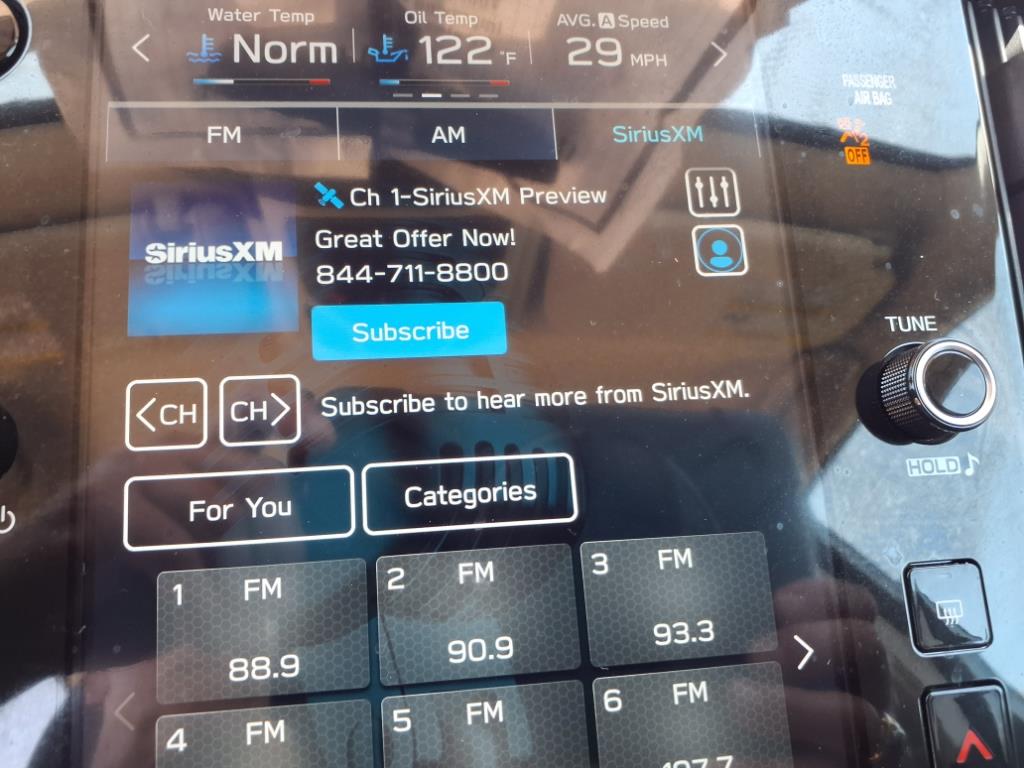 Water Temp
Norm
Oil Temp
122 °F
AVG. A Speed
29 MPH
PASSENGER
AIR BAG
OFF
FM
AM
SiriusXM
SiriusXM
Ch 1-SiriusXM Preview
Great Offer Now!
844-711-8800
Subscribe
TUNE
HOLD
CH
CH
Subscribe to hear more from SiriusXM.
For You
Categories
1 FM
88.9
2 FM
90.9
3 FM
93.3
4 FM
5 FM
6 FM